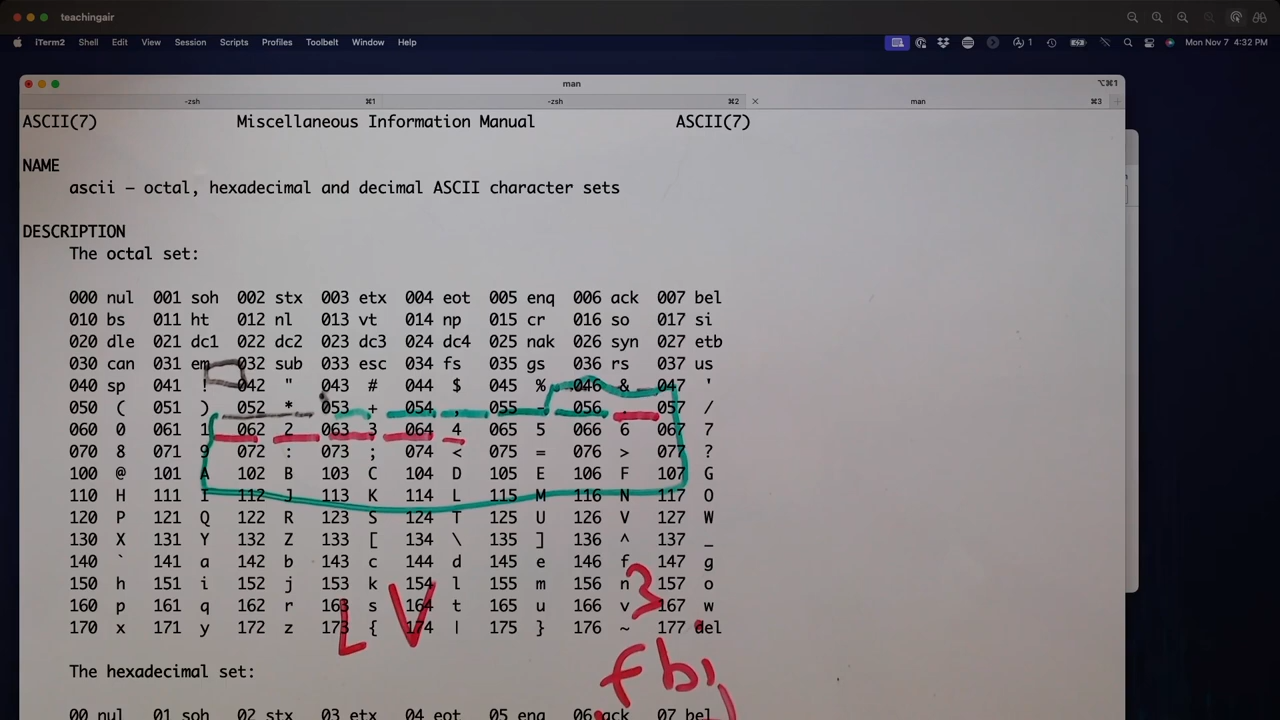 teachingair
iTerm2 Shell Edit View Session Scripts Profiles Toolbelt Window Help 1 Mon Nov 7 4:32 PM
man ⌥⌘1
-zsh ⌘1 -zsh ⌘2 × man ⌘3 +
ASCII(7) Miscellaneous Information Manual ASCII(7)
NAME
ascii – octal, hexadecimal and decimal ASCII character sets
DESCRIPTION
The octal set:
000 nul 001 soh 002 stx 003 etx 004 eot 005 enq 006 ack 007 bel
010 bs 011 ht 012 nl 013 vt 014 np 015 cr 016 so 017 si
020 dle 021 dc1 022 dc2 023 dc3 024 dc4 025 nak 026 syn 027 etb
030 can 031 em 032 sub 033 esc 034 fs 035 gs 036 rs 037 us
040 sp 041 ! 042 " 043 # 044 $ 045 % 046 & 047 '
050 ( 051 ) 052 * 053 + 054 , 055 - 056 . 057 /
060 0 061 1 062 2 063 3 064 4 065 5 066 6 067 7
070 8 071 9 072 : 073 ; 074 < 075 = 076 > 077 ?
100 @ 101 A 102 B 103 C 104 D 105 E 106 F 107 G
110 H 111 I 112 J 113 K 114 L 115 M 116 N 117 O
120 P 121 Q 122 R 123 S 124 T 125 U 126 V 127 W
130 X 131 Y 132 Z 133 [ 134 \ 135 ] 136 ^ 137 _
140 ` 141 a 142 b 143 c 144 d 145 e 146 f 147 g
150 h 151 i 152 j 153 k 154 l 155 m 156 n 157 o
160 p 161 q 162 r 163 s 164 t 165 u 166 v 167 w
170 x 171 y 172 z 173 { 174 | 175 } 176 ~ 177 del
3
LV
fbi
The hexadecimal set:
00 nul 01 soh 02 stx 03 etx 04 eot 05 enq 06 ack 07 bel